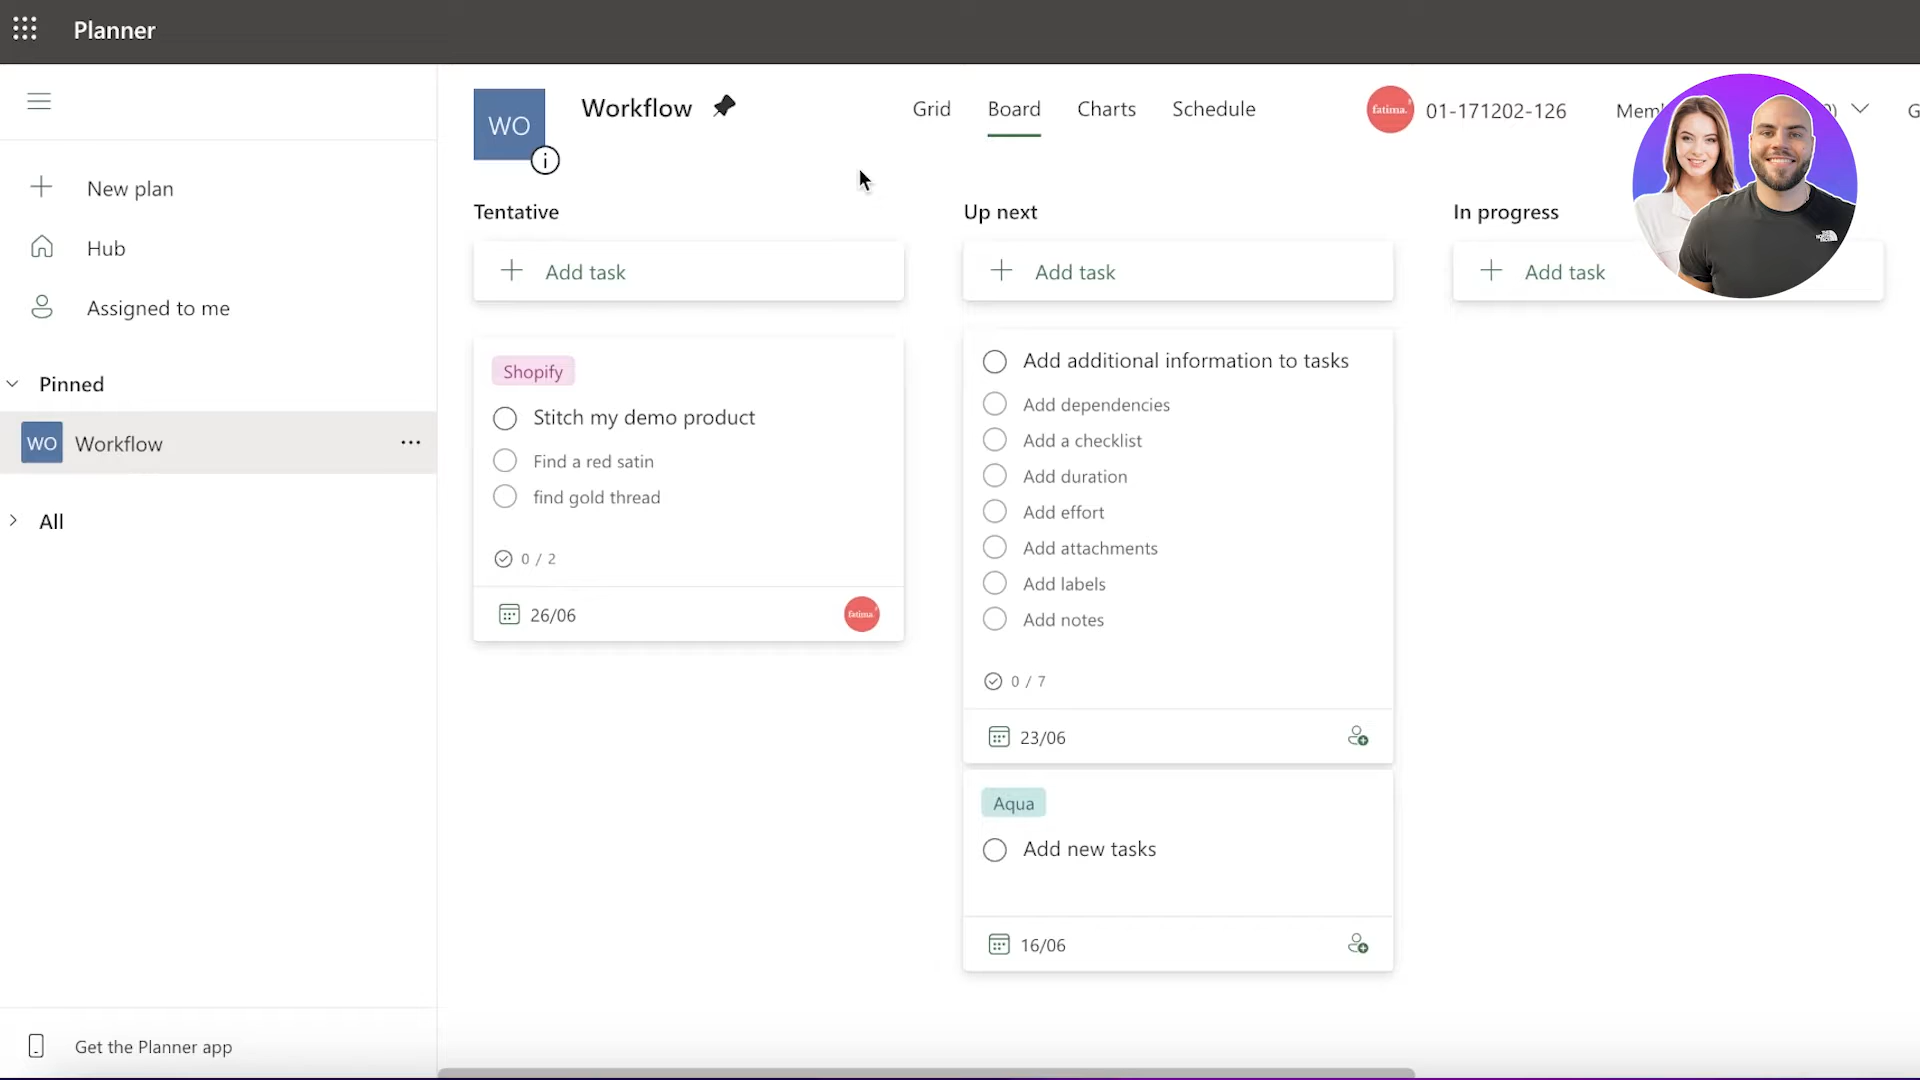 Planner
New plan
Hub
Assigned to me
Pinned
WO Workflow
All
Get the Planner app
WO
Workflow
Grid Board Charts Schedule
fatima.
01-171202-126
Tentative
Add task
Shopify
Stitch my demo product
Find a red satin
find gold thread
0 / 2
26/06
fatima.
Up next
Add task
Add additional information to tasks
Add dependencies
Add a checklist
Add duration
Add effort
Add attachments
Add labels
Add notes
0 / 7
23/06
Aqua
Add new tasks
16/06
In progress
Add task